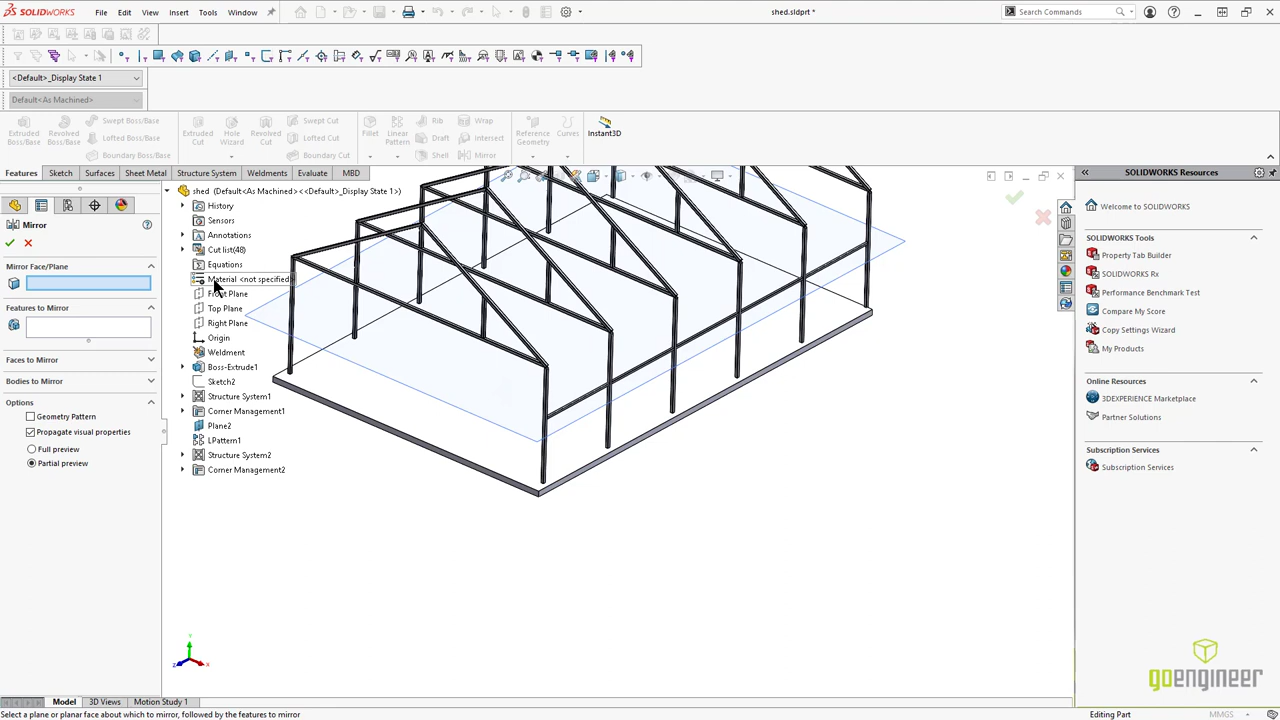 SOLIDWORKS File Edit View Insert Tools Window shed.sldprt * Search Commands
<Default>_Display State 1
Default<As Machined>
Extruded Boss/Base
Revolved Boss/Base
Swept Boss/Base
Lofted Boss/Base
Boundary Boss/Base
Extruded Cut
Hole Wizard
Revolved Cut
Swept Cut
Lofted Cut
Boundary Cut
Fillet
Linear Pattern
Rib
Draft
Shell
Wrap
Intersect
Mirror
Reference Geometry
Curves
Instant3D
Features Sketch Surfaces Sheet Metal Structure System Weldments Evaluate MBD
Mirror
Mirror Face/Plane
Features to Mirror
Faces to Mirror
Bodies to Mirror
Options
Geometry Pattern
Propagate visual properties
Full preview
Partial preview
shed (Default<As Machined><<Default>_Display State 1>)
History
Sensors
Annotations
Cut list(48)
Equations
Material <not specified>
Front Plane
Top Plane
Right Plane
Origin
Weldment
Boss-Extrude1
Sketch2
Structure System1
Corner Management1
Plane2
LPattern1
Structure System2
Corner Management2
Y
Z
X
SOLIDWORKS Resources
Welcome to SOLIDWORKS
SOLIDWORKS Tools
Property Tab Builder
SOLIDWORKS Rx
Performance Benchmark Test
Compare My Score
Copy Settings Wizard
My Products
Online Resources
3DEXPERIENCE Marketplace
Partner Solutions
Subscription Services
Subscription Services
goengineer
Model 3D Views Motion Study 1
Select a plane or planar face about which to mirror, followed by the features to mirror Editing Part MMGS